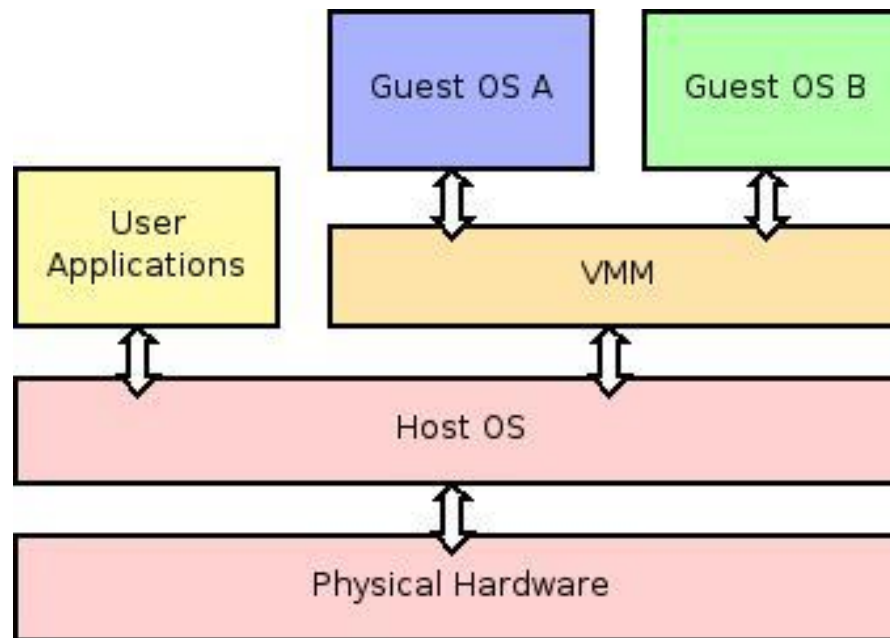 Guest OS A
Guest OS B
User
Applications
VMM
Host OS
Physical Hardware